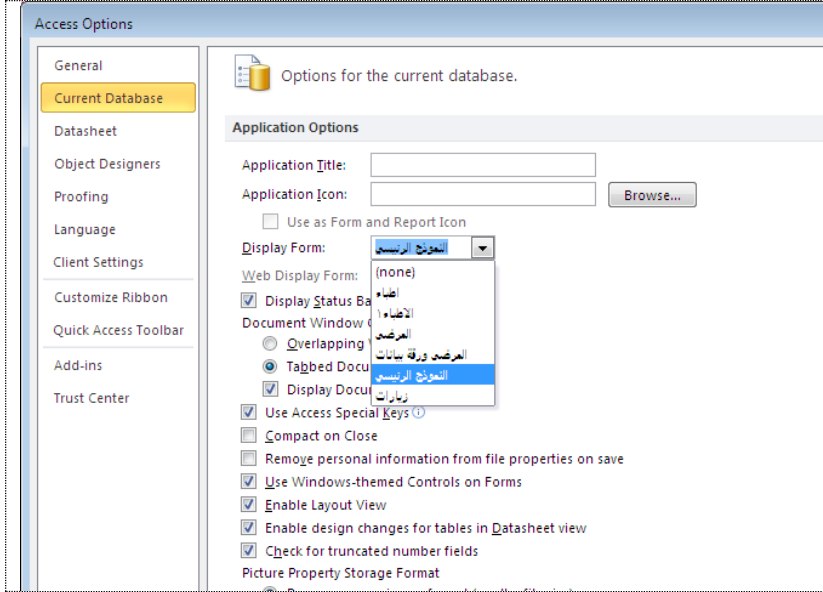 Access Options
General
Current Database
Datasheet
Object Designers
Proofing
Language
Client Settings
Customize Ribbon
Quick Access Toolbar
Add-ins
Trust Center
Options for the current database.
Application Options
Application Title:
Application Icon:
Browse...
Use as Form and Report Icon
Display Form:
النموذج الرئيسي
Web Display Form:
(none)
اطباء
الاطباء١
المرضى
المرضى ورقة بيانات
النموذج الرئيسي
زيارات
Display Status Ba
Document Window
Overlapping
Tabbed Docu
Display Docu
Use Access Special Keys
Compact on Close
Remove personal information from file properties on save
Use Windows-themed Controls on Forms
Enable Layout View
Enable design changes for tables in Datasheet view
Check for truncated number fields
Picture Property Storage Format